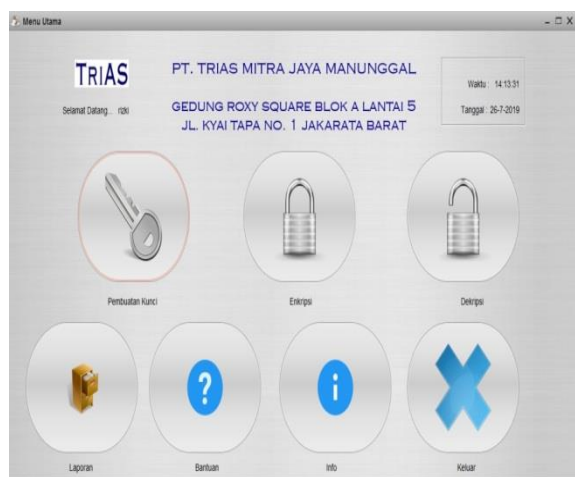 Menu Utama
TRIAS
PT. TRIAS MITRA JAYA MANUNGGAL
Waktu : 14:13:31
Selamat Datang... rizki
GEDUNG ROXY SQUARE BLOK A LANTAI 5
Tanggal : 26-7-2019
JL. KYAI TAPA NO. 1 JAKARATA BARAT
Pembuatan Kunci
Enkripsi
Dekripsi
Laporan
Bantuan
Info
Keluar